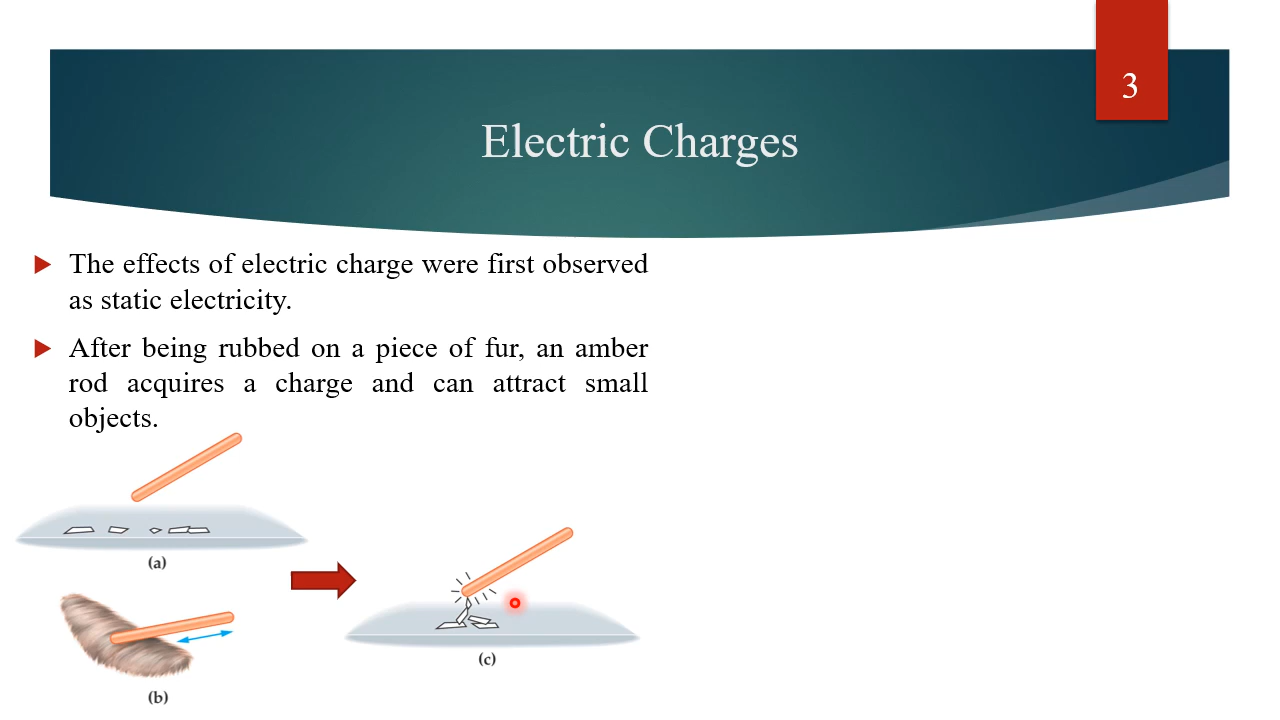 3
Electric Charges
The effects of electric charge were first observed
as static electricity.
After being rubbed on a piece of fur, an amber
rod acquires a charge and can attract small
objects.
(a)
(b)
(c)